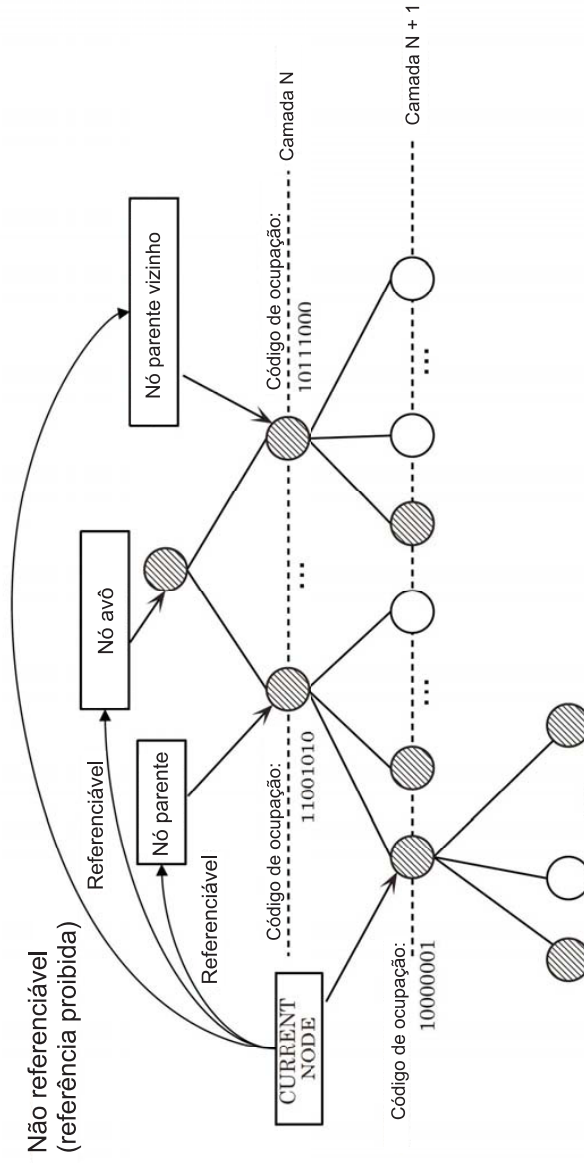 Não referenciável
(referência proibida)
Referenciável
Nó avô
Nó parente vizinho
Referenciável
Nó parente
CURRENT
NODE
Código de ocupação:
11001010
...
Código de ocupação:
10111000
Camada N
Código de ocupação:
10000001
...
...
Camada N + 1